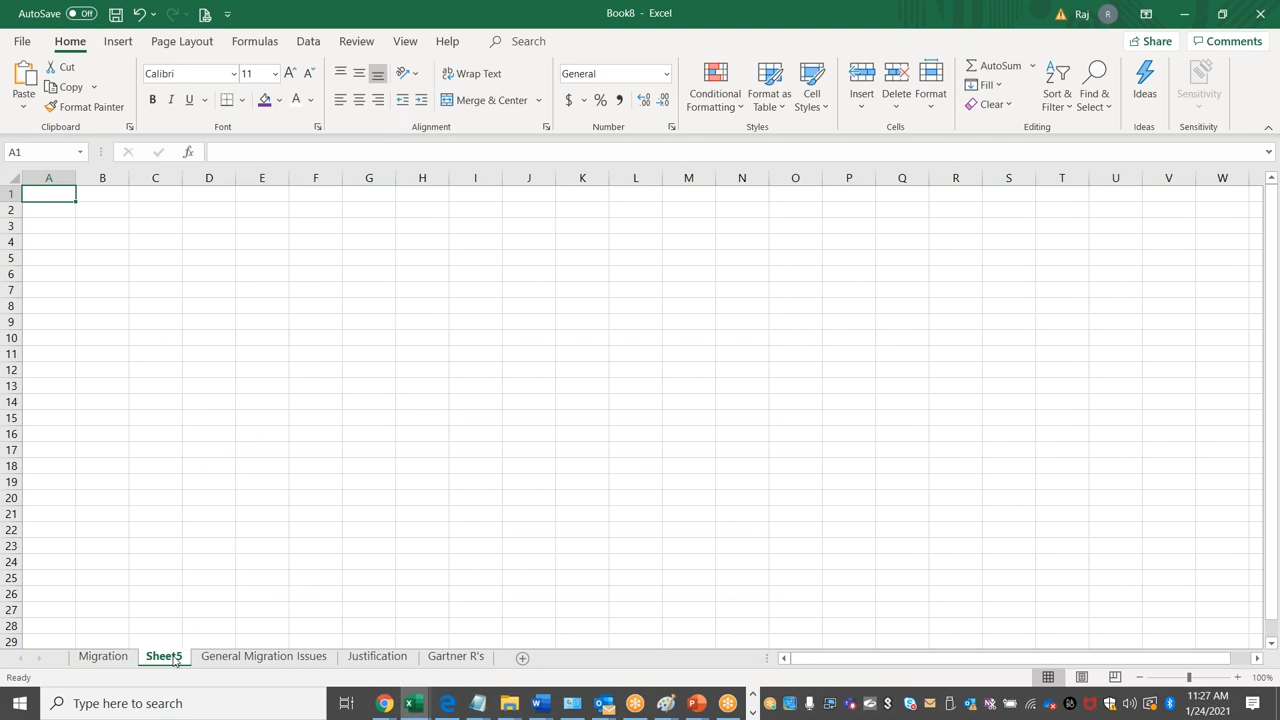 AutoSave Off
Book8 - Excel
Raj R
File Home Insert Page Layout Formulas Data Review View Help Search
Share Comments
Paste
Cut
Copy
Format Painter
Clipboard
Calibri 11
B I U
Font
Wrap Text
Merge & Center
Alignment
General
$ % ,
Number
Conditional Formatting
Format as Table
Cell Styles
Styles
Insert Delete Format
Cells
AutoSum
Fill
Clear
Sort & Filter
Find & Select
Editing
Ideas
Ideas
Sensitivity
Sensitivity
A1 fx
A B C D E F G H I J K L M N O P Q R S T U V W
1
2
3
4
5
6
7
8
9
10
11
12
13
14
15
16
17
18
19
20
21
22
23
24
25
26
27
28
29
Migration Sheet5 General Migration Issues Justification Gartner R's
Ready
100%
Type here to search
11:27 AM
1/24/2021